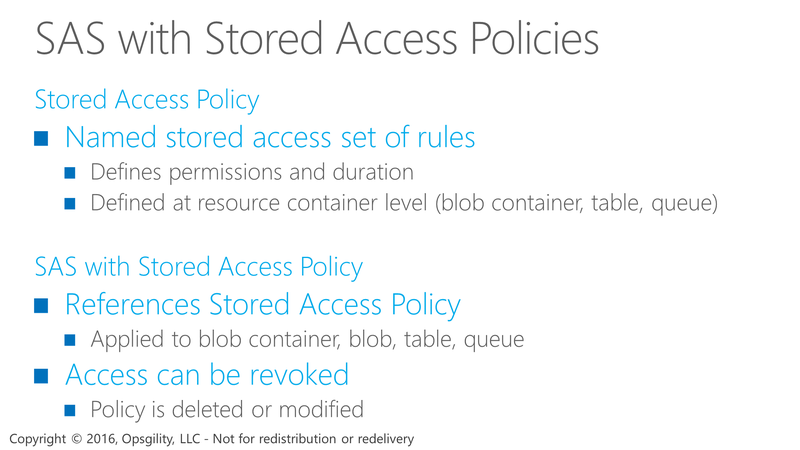 SAS with Stored Access Policies
Stored Access Policy
Named stored access set of rules
Defines permissions and duration
Defined at resource container level (blob container, table, queue)
SAS with Stored Access Policy
References Stored Access Policy
Applied to blob container, blob, table, queue
Access can be revoked
Policy is deleted or modified
Copyright © 2016, Opsgility, LLC - Not for redistribution or redelivery